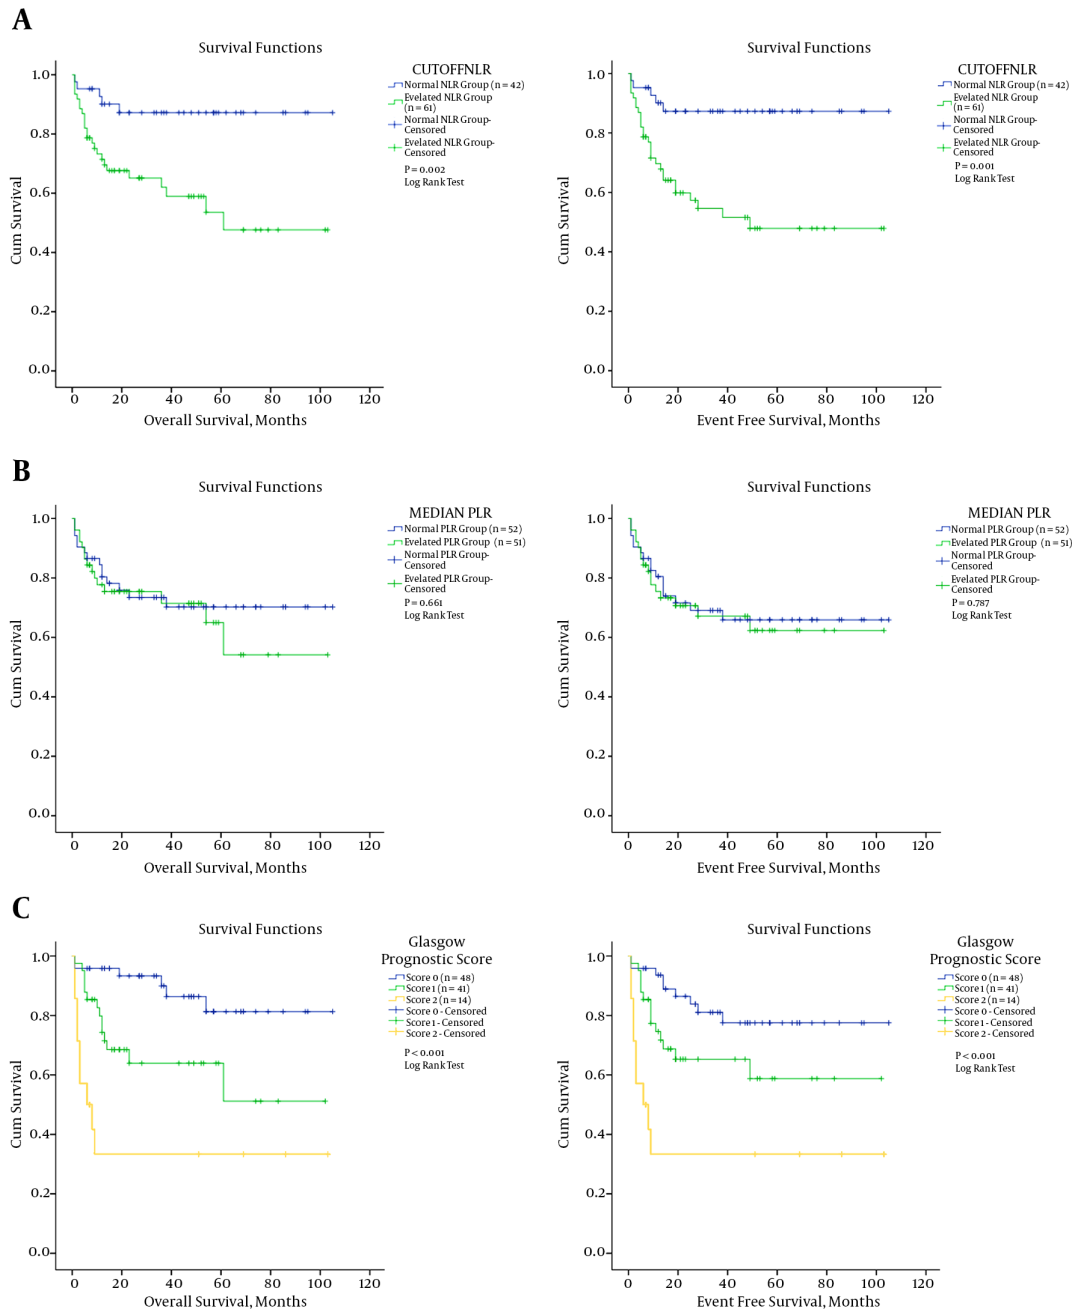 A
Survival Functions
CUTOFFNLR
Normal NLR Group (n = 42)
Evelated NLR Group
(n = 61)
Normal NLR Group-
Censored
Evelated NLR Group-
Censored
P = 0.002
Log Rank Test
Cum Survival
1.0
0.8
0.6
0.4
0.2
0.0
0 20 40 60 80 100 120
Overall Survival, Months
Survival Functions
CUTOFFNLR
Normal NLR Group (n = 42)
Evelated NLR Group
(n = 61)
Normal NLR Group-
Censored
Evelated NLR Group-
Censored
P = 0.001
Log Rank Test
Cum Survival
1.0
0.8
0.6
0.4
0.2
0.0
0 20 40 60 80 100 120
Event Free Survival, Months
B
Survival Functions
MEDIAN PLR
Normal PLR Group (n = 52)
Evelated PLR Group (n = 51)
Normal PLR Group-
Censored
Evelated PLR Group-
Censored
P = 0.661
Log Rank Test
Cum Survival
1.0
0.8
0.6
0.4
0.2
0.0
0 20 40 60 80 100 120
Overall Survival, Months
Survival Functions
MEDIAN PLR
Normal PLR Group (n = 52)
Evelated PLR Group (n = 51)
Normal PLR Group-
Censored
Evelated PLR Group-
Censored
P = 0.787
Log Rank Test
Cum Survival
1.0
0.8
0.6
0.4
0.2
0.0
0 20 40 60 80 100 120
Event Free Survival, Months
C
Survival Functions
Glasgow
Prognostic Score
Score 0 (n = 48)
Score 1 (n = 41)
Score 2 (n = 14)
Score 0 - Censored
Score 1 - Censored
Score 2 - Censored
P < 0.001
Log Rank Test
Cum Survival
1.0
0.8
0.6
0.4
0.2
0.0
0 20 40 60 80 100 120
Overall Survival, Months
Survival Functions
Glasgow
Prognostic Score
Score 0 (n = 48)
Score 1 (n = 41)
Score 2 (n = 14)
Score 0 - Censored
Score 1 - Censored
Score 2 - Censored
P < 0.001
Log Rank Test
Cum Survival
1.0
0.8
0.6
0.4
0.2
0.0
0 20 40 60 80 100 120
Event Free Survival, Months